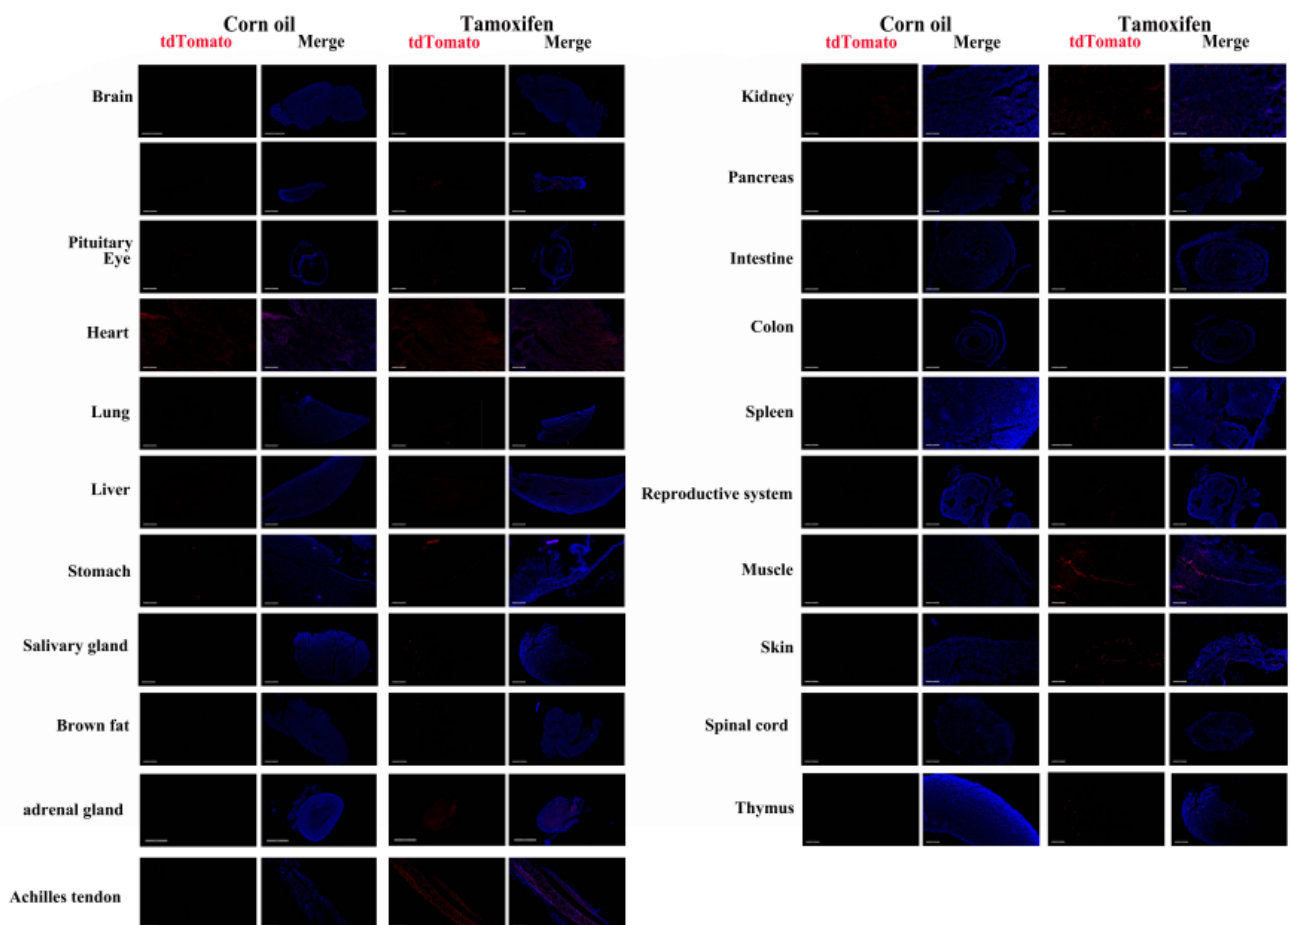 Corn oil Tamoxifen
tdTomato Merge tdTomato Merge
Brain
Pituitary
Eye
Heart
Lung
Liver
Stomach
Salivary gland
Brown fat
adrenal gland
Achilles tendon
Corn oil Tamoxifen
tdTomato Merge tdTomato Merge
Kidney
Pancreas
Intestine
Colon
Spleen
Reproductive system
Muscle
Skin
Spinal cord
Thymus